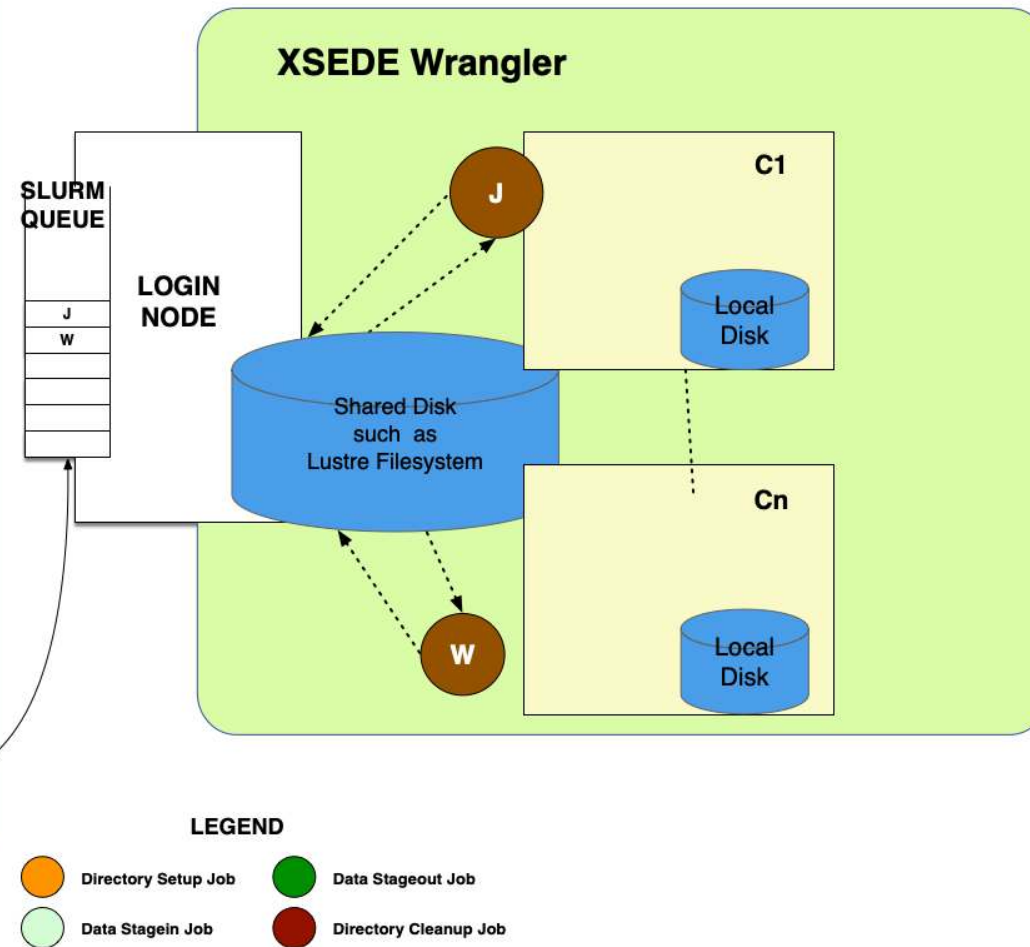 XSEDE Wrangler
SLURM
QUEUE
J
W
LOGIN
NODE
J
C1
Local
Disk
Shared Disk
such as
Lustre Filesystem
Cn
W
Local
Disk
LEGEND
Directory Setup Job
Data Stageout Job
Data Stagein Job
Directory Cleanup Job